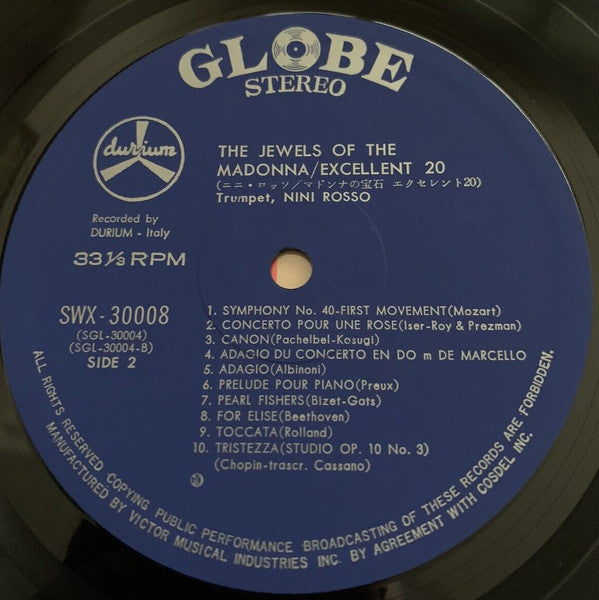 GLOBE
STEREO
durium
Recorded by
DURIUM - Italy
33⅓ RPM
THE JEWELS OF THE
MADONNA/EXCELLENT 20
(ニニ・ロッソ/マドンナの宝石 エクセレント20)
Trumpet, NINI ROSSO
SWX-30008
(SGL-30004)
(SGL-30004-B)
SIDE 2
1. SYMPHONY No. 40-FIRST MOVEMENT(Mozart)
2. CONCERTO POUR UNE ROSE(Iser-Roy & Prezman)
3. CANON(Pachelbel-Kosugi)
4. ADAGIO DU CONCERTO EN DO m DE MARCELLO
5. ADAGIO(Albinoni)
6. PRELUDE POUR PIANO(Preux)
7. PEARL FISHERS(Bizet-Gats)
8. FOR ELISE(Beethoven)
9. TOCCATA(Rolland)
10. TRISTEZZA(STUDIO OP. 10 No. 3)
(Chopin-trascr. Cassano)
ALL RIGHTS RESERVED COPYING PUBLIC PERFORMANCE BROADCASTING OF THESE RECORDS ARE FORBIDDEN.
MANUFACTURED BY VICTOR MUSICAL INDUSTRIES INC. BY AGREEMENT WITH COSDEL INC.